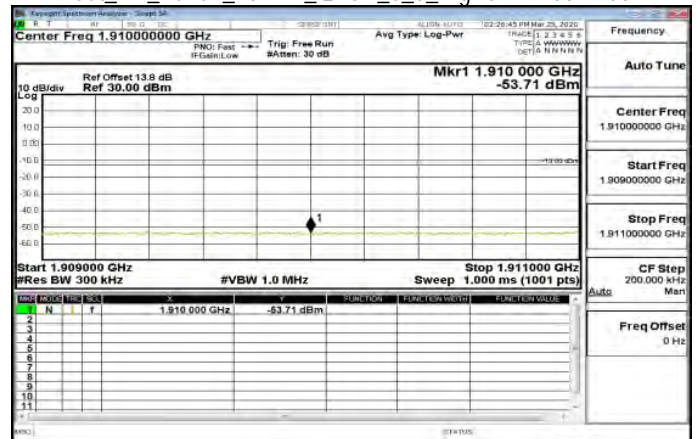 Keysight Spectrum Analyzer - Swept SA
02:26:45 PM Mar 25, 2020
Center Freq 1.910000000 GHz
PNO: Fast
IFGain:Low
Trig: Free Run
#Atten: 30 dB
Avg Type: Log-Pwr
TRACE 1 2 3 4 5 6
TYPE A WWWWW
DET A N N N N N
Frequency
Auto Tune
Ref Offset 13.8 dB
Ref 30.00 dBm
10 dB/div
Log
Mkr1 1.910 000 GHz
-53.71 dBm
20.0
10.0
0.00
-10.0
-13.00 dBm
-20.0
-30.0
-40.0
-50.0
-60.0
1
Center Freq
1.910000000 GHz
Start Freq
1.909000000 GHz
Stop Freq
1.911000000 GHz
CF Step
200.000 kHz
Auto Man
Freq Offset
0 Hz
Start 1.909000 GHz
Stop 1.911000 GHz
#Res BW 300 kHz
#VBW 1.0 MHz
Sweep 1.000 ms (1001 pts)
MKR MODE TRC SCL X Y FUNCTION FUNCTION WIDTH FUNCTION VALUE
1 N 1 f 1.910 000 GHz -53.71 dBm
2
3
4
5
6
7
8
9
10
11
MSG
STATUS